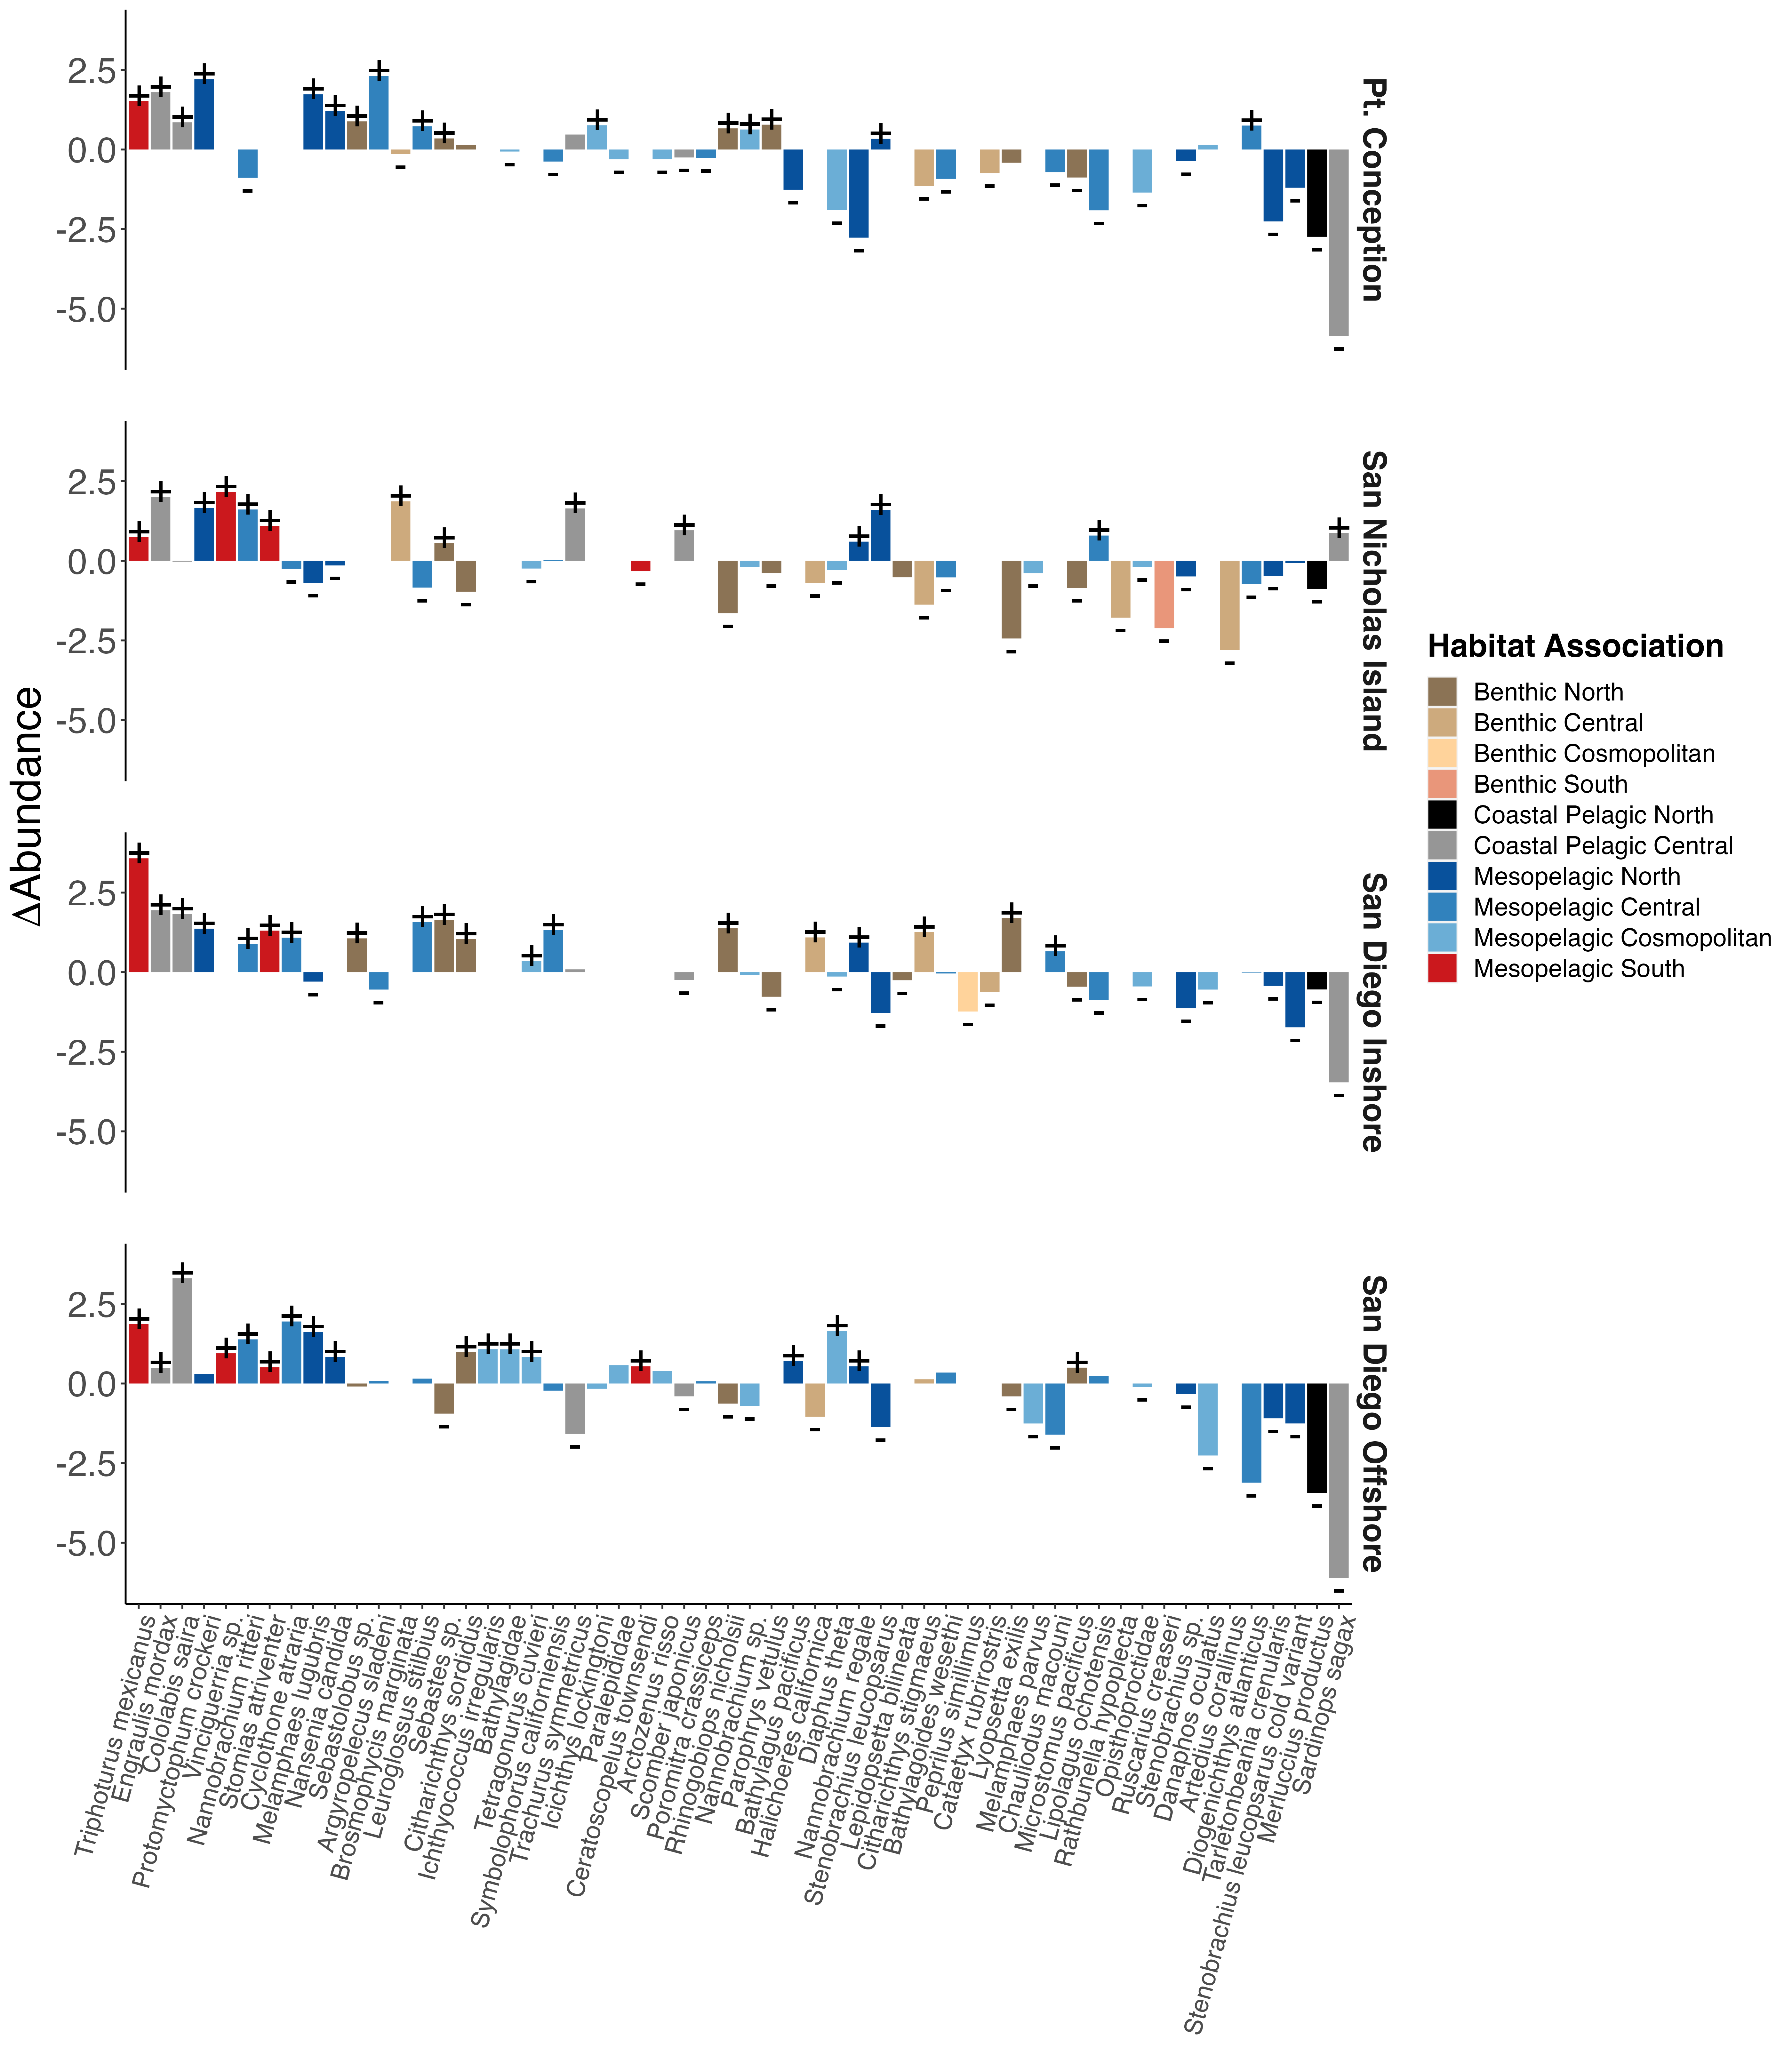 ΔAbundance
2.5
0.0
-2.5
-5.0
Pt. Conception
2.5
0.0
-2.5
-5.0
San Nicholas Island
2.5
0.0
-2.5
-5.0
San Diego Inshore
2.5
0.0
-2.5
-5.0
San Diego Offshore
Triphoturus mexicanus
Engraulis mordax
Cololabis saira
Protomyctophum crockeri
Vinciguerria sp.
Nannobrachium ritteri
Stomias atriventer
Cyclothone atraria
Melamphaes lugubris
Nansenia candida
Sebastolobus sp.
Argyropelecus sladeni
Brosmophycis marginata
Leuroglossus stilbius
Sebastes sp.
Citharichthys sordidus
Ichthyococcus irregularis
Bathylagidae
Tetragonurus cuvieri
Symbolophorus californiensis
Trachurus symmetricus
Icichthys lockingtoni
Paralepididae
Ceratoscopelus townsendi
Arctozenus risso
Scomber japonicus
Poromitra crassiceps
Rhinogobiops nicholsii
Nannobrachium sp.
Parophrys vetulus
Bathylagus pacificus
Halichoeres californica
Diaphus theta
Nannobrachium regale
Stenobrachius leucopsarus
Lepidopsetta bilineata
Citharichthys stigmaeus
Bathylagoides wesethi
Peprilus simillimus
Cataetyx rubrirostris
Lyopsetta exilis
Melamphaes parvus
Chauliodus macouni
Microstomus pacificus
Lipolagus ochotensis
Rathbunella hypoplecta
Opisthoproctidae
Ruscarius creaseri
Stenobrachius sp.
Danaphos oculatus
Artedius corallinus
Diogenichthys atlanticus
Tarletonbeania crenularis
Stenobrachius leucopsarus cold variant
Merluccius productus
Sardinops sagax
Habitat Association
Benthic North
Benthic Central
Benthic Cosmopolitan
Benthic South
Coastal Pelagic North
Coastal Pelagic Central
Mesopelagic North
Mesopelagic Central
Mesopelagic Cosmopolitan
Mesopelagic South